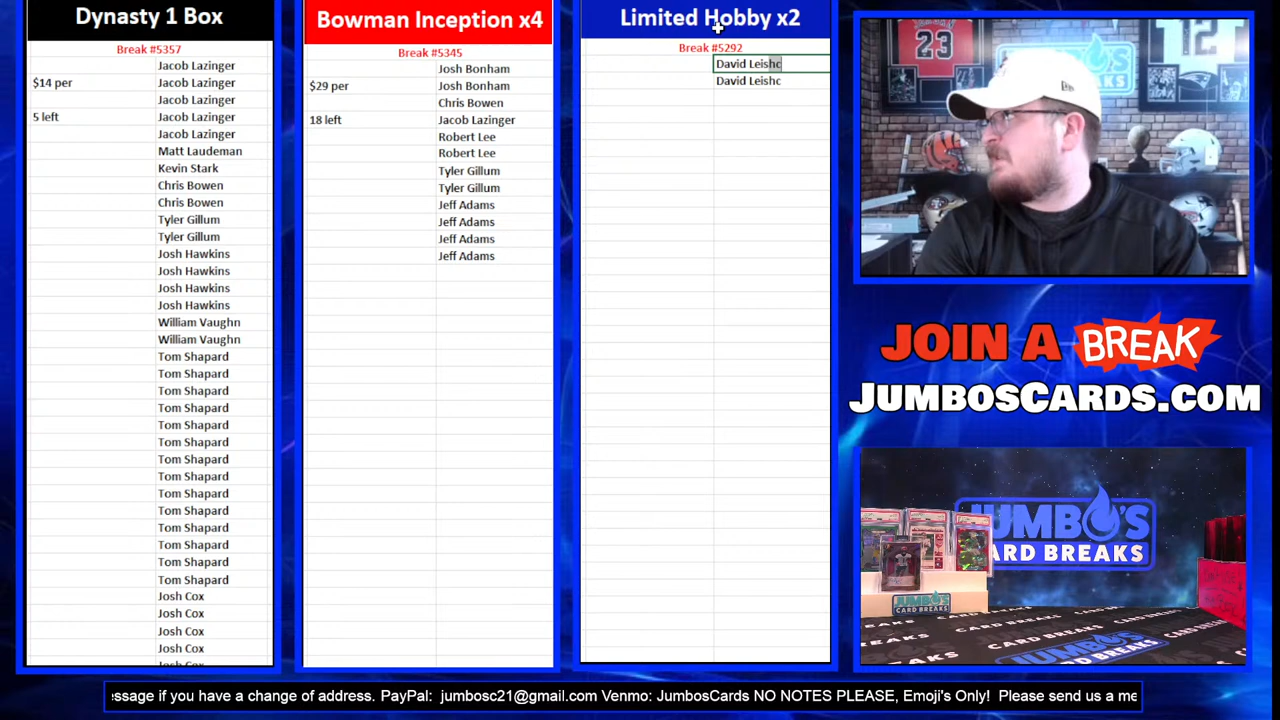 Dynasty 1 Box
Break #5357
Jacob Lazinger
$14 per
Jacob Lazinger
Jacob Lazinger
5 left
Jacob Lazinger
Jacob Lazinger
Matt Laudeman
Kevin Stark
Chris Bowen
Chris Bowen
Tyler Gillum
Tyler Gillum
Josh Hawkins
Josh Hawkins
Josh Hawkins
Josh Hawkins
William Vaughn
William Vaughn
Tom Shapard
Tom Shapard
Tom Shapard
Tom Shapard
Tom Shapard
Tom Shapard
Tom Shapard
Tom Shapard
Tom Shapard
Tom Shapard
Tom Shapard
Tom Shapard
Tom Shapard
Tom Shapard
Josh Cox
Josh Cox
Josh Cox
Josh Cox
Josh Cox
Bowman Inception x4
Break #5345
Josh Bonham
$29 per
Josh Bonham
Chris Bowen
18 left
Jacob Lazinger
Robert Lee
Robert Lee
Tyler Gillum
Tyler Gillum
Jeff Adams
Jeff Adams
Jeff Adams
Jeff Adams
Limited Hobby x2
Break #5292
David Leishc
David Leishc
23
12
JOIN A BREAK
JUMBOSCARDS.COM
JUMBO'S
CARD BREAKS
JUMBO'S
CARD BREAKS
ssage if you have a change of address. PayPal: jumbosc21@gmail.com Venmo: JumbosCards NO NOTES PLEASE, Emoji's Only! Please send us a me